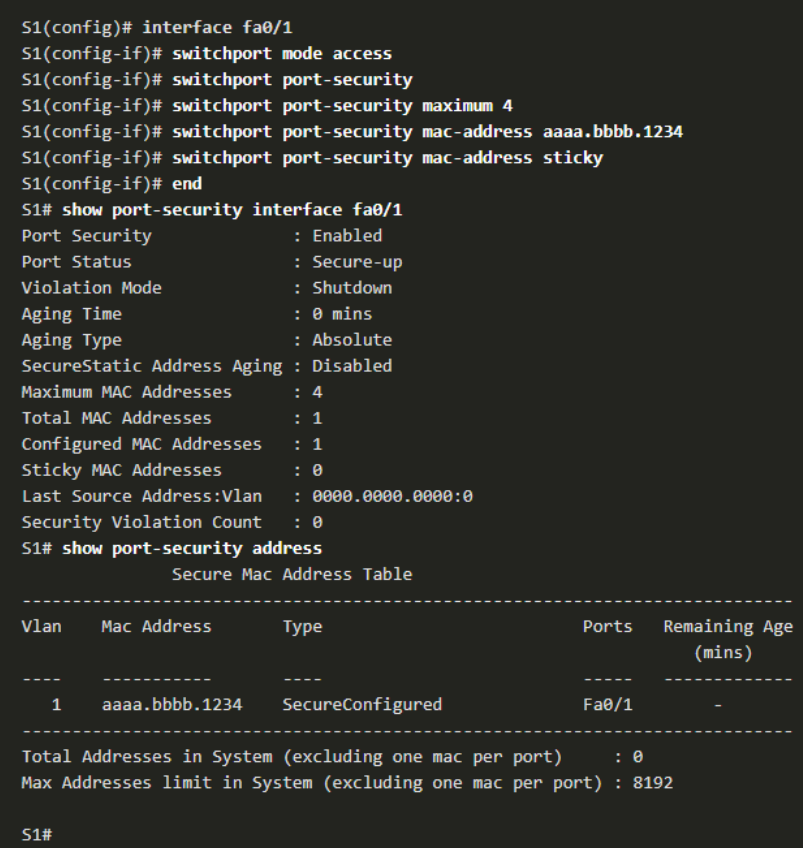 S1(config)# interface fa0/1
S1(config-if)# switchport mode access
S1(config-if)# switchport port-security
S1(config-if)# switchport port-security maximum 4
S1(config-if)# switchport port-security mac-address aaaa.bbbb.1234
S1(config-if)# switchport port-security mac-address sticky
S1(config-if)# end
S1# show port-security interface fa0/1
Port Security              : Enabled
Port Status                : Secure-up
Violation Mode             : Shutdown
Aging Time                 : 0 mins
Aging Type                 : Absolute
SecureStatic Address Aging : Disabled
Maximum MAC Addresses      : 4
Total MAC Addresses        : 1
Configured MAC Addresses   : 1
Sticky MAC Addresses       : 0
Last Source Address:Vlan   : 0000.0000.0000:0
Security Violation Count   : 0
S1# show port-security address
               Secure Mac Address Table
-----------------------------------------------------------------------------
Vlan    Mac Address       Type                          Ports   Remaining Age
                                                                   (mins)
----    -----------       ----                          -----   -------------
   1    aaaa.bbbb.1234    SecureConfigured              Fa0/1        -
-----------------------------------------------------------------------------
Total Addresses in System (excluding one mac per port)     : 0
Max Addresses limit in System (excluding one mac per port) : 8192
S1#